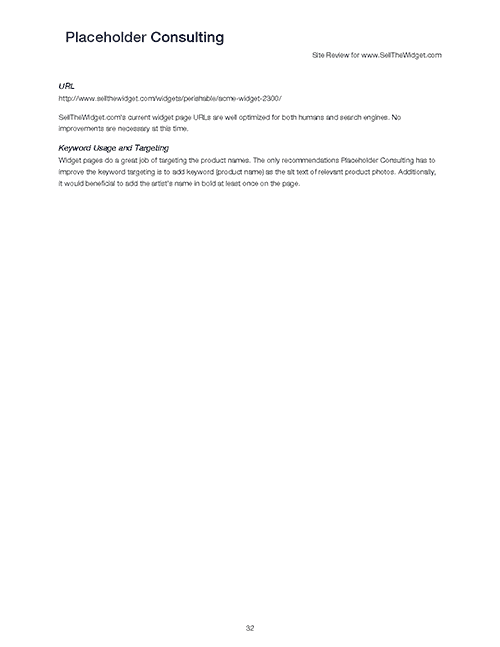 Placeholder Consulting
Site Review for www.SellTheWidget.com
URL
http://www.sellthewidget.com/widgets/perishable/acme-widget-2300/
SellTheWidget.com's current widget page URLs are well optimized for both humans and search engines. No
improvements are necessary at this time.
Keyword Usage and Targeting
Widget pages do a great job of targeting the product names. The only recommendations Placeholder Consulting has to
improve the keyword targeting is to add keyword (product name) as the alt text of relevant product photos. Additionally,
it would beneficial to add the artist's name in bold at least once on the page.
32